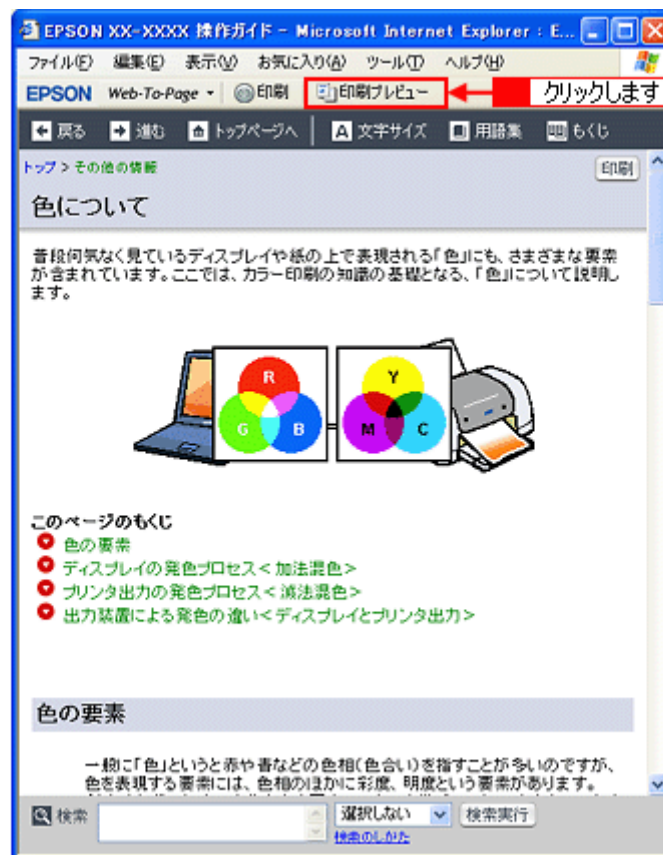 EPSON XX-XXXX 操作ガイド - Microsoft Internet Explorer : E...
ファイル(F) 編集(E) 表示(V) お気に入り(A) ツール(T) ヘルプ(H)
EPSON Web-To-Page 印刷 印刷プレビュー クリックします
戻る 進む トップページへ A 文字サイズ 用語集 もくじ
トップ > その他の情報 印刷
色について
普段何気なく見ているディスプレイや紙の上で表現される「色」にも、さまざまな要素
が含まれています。ここでは、カラー印刷の知識の基礎となる、「色」について説明し
ます。
R Y
G B M C
このページのもくじ
色の要素
ディスプレイの発色プロセス<加法混色>
プリンタ出力の発色プロセス<減法混色>
出力装置による発色の違い<ディスプレイとプリンタ出力>
色の要素
一般に「色」というと赤や青などの色相(色合い)を指すことが多いのですが、
色を表現する要素には、色相のほかに彩度、明度という要素があります。
検索 選択しない 検索実行
検索のしかた